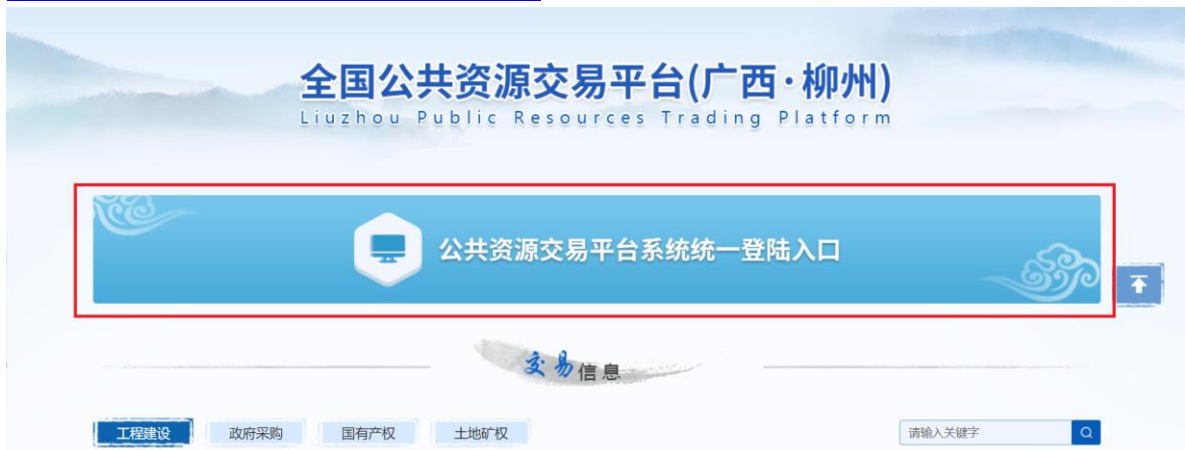 全国公共资源交易平台(广西·柳州)
Liuzhou Public Resources Trading Platform
公共资源交易平台系统统一登陆入口
交易信息
工程建设 政府采购 国有产权 土地矿权 请输入关键字